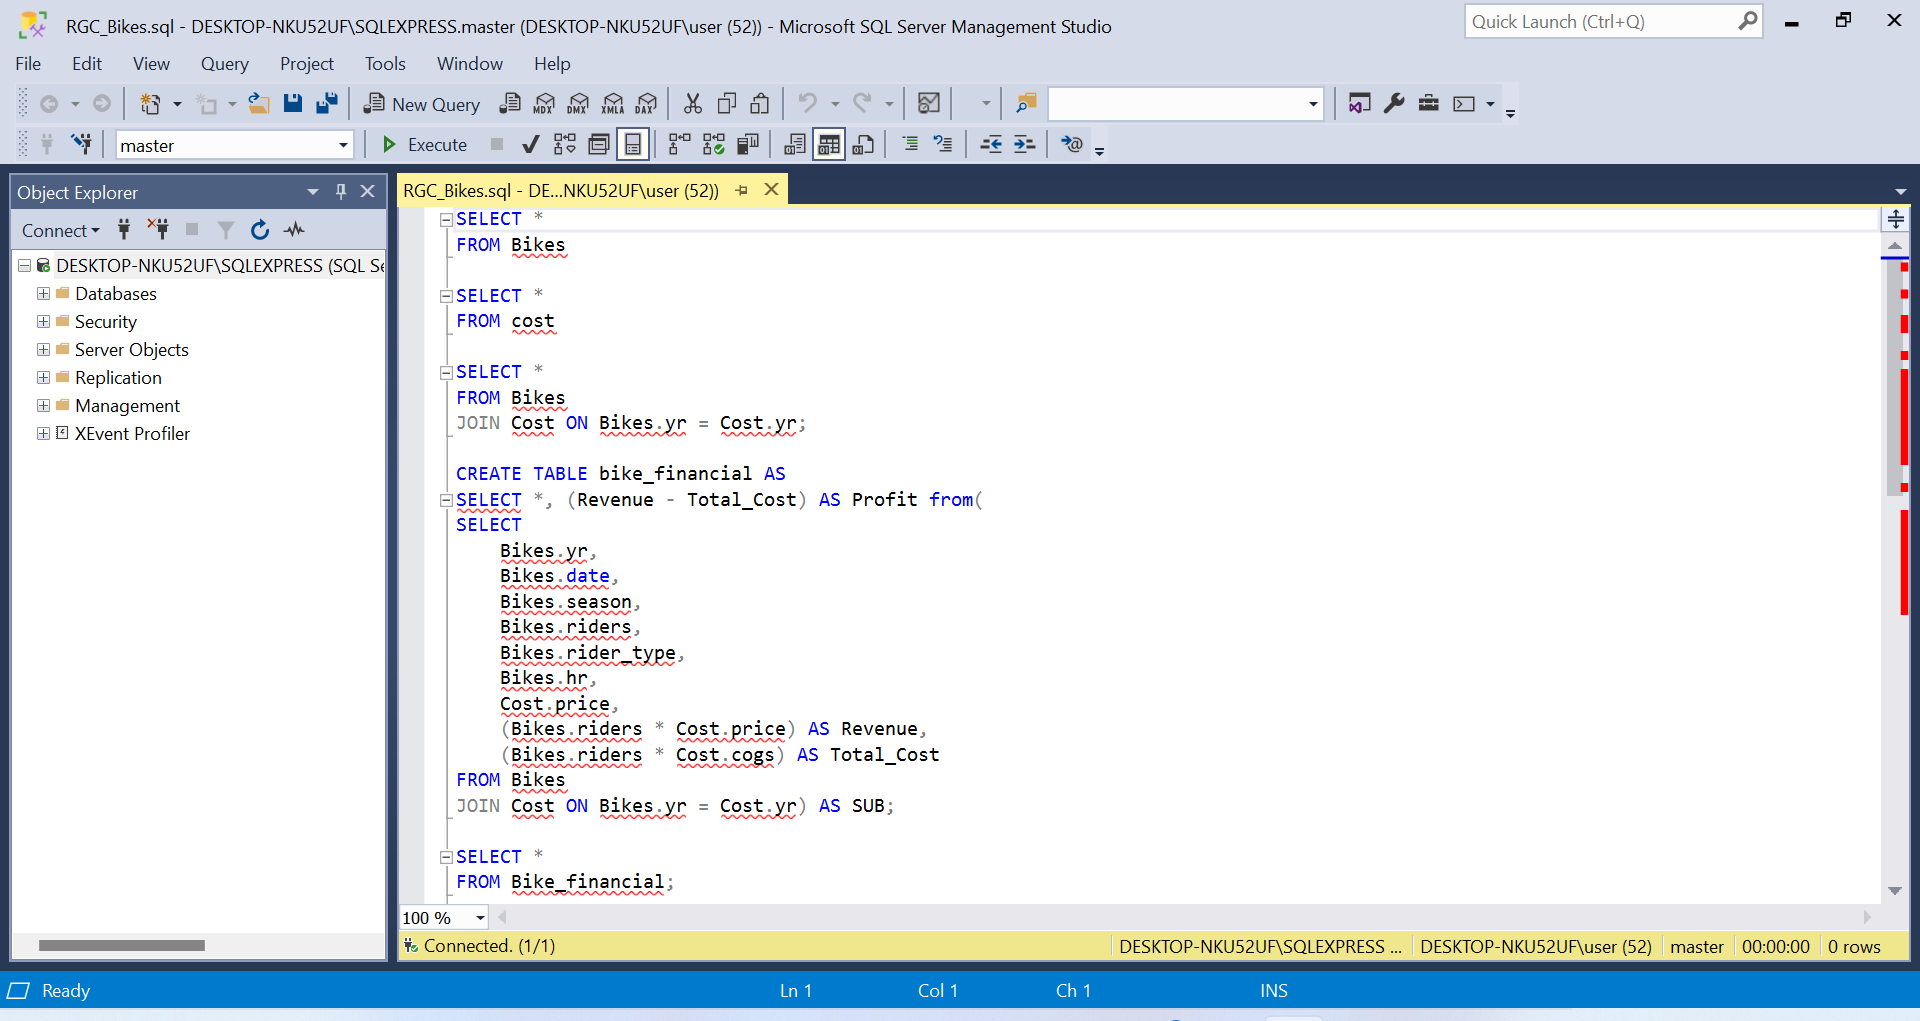 RGC_Bikes.sql - DESKTOP-NKU52UF\SQLEXPRESS.master (DESKTOP-NKU52UF\user (52)) - Microsoft SQL Server Management Studio
Quick Launch (Ctrl+Q)
File Edit View Query Project Tools Window Help
New Query MDX DMX XMLA DAX
master
Execute
Object Explorer
RGC_Bikes.sql - DE...NKU52UF\user (52))
Connect
DESKTOP-NKU52UF\SQLEXPRESS (SQL Se
Databases
Security
Server Objects
Replication
Management
XEvent Profiler
SELECT *
FROM Bikes
SELECT *
FROM cost
SELECT *
FROM Bikes
JOIN Cost ON Bikes.yr = Cost.yr;
CREATE TABLE bike_financial AS
SELECT *, (Revenue - Total_Cost) AS Profit from(
SELECT
Bikes.yr,
Bikes.date,
Bikes.season,
Bikes.riders,
Bikes.rider_type,
Bikes.hr,
Cost.price,
(Bikes.riders * Cost.price) AS Revenue,
(Bikes.riders * Cost.cogs) AS Total_Cost
FROM Bikes
JOIN Cost ON Bikes.yr = Cost.yr) AS SUB;
SELECT *
FROM Bike_financial;
100 %
Connected. (1/1)
DESKTOP-NKU52UF\SQLEXPRESS ...
DESKTOP-NKU52UF\user (52)
master
00:00:00
0 rows
Ready
Ln 1
Col 1
Ch 1
INS